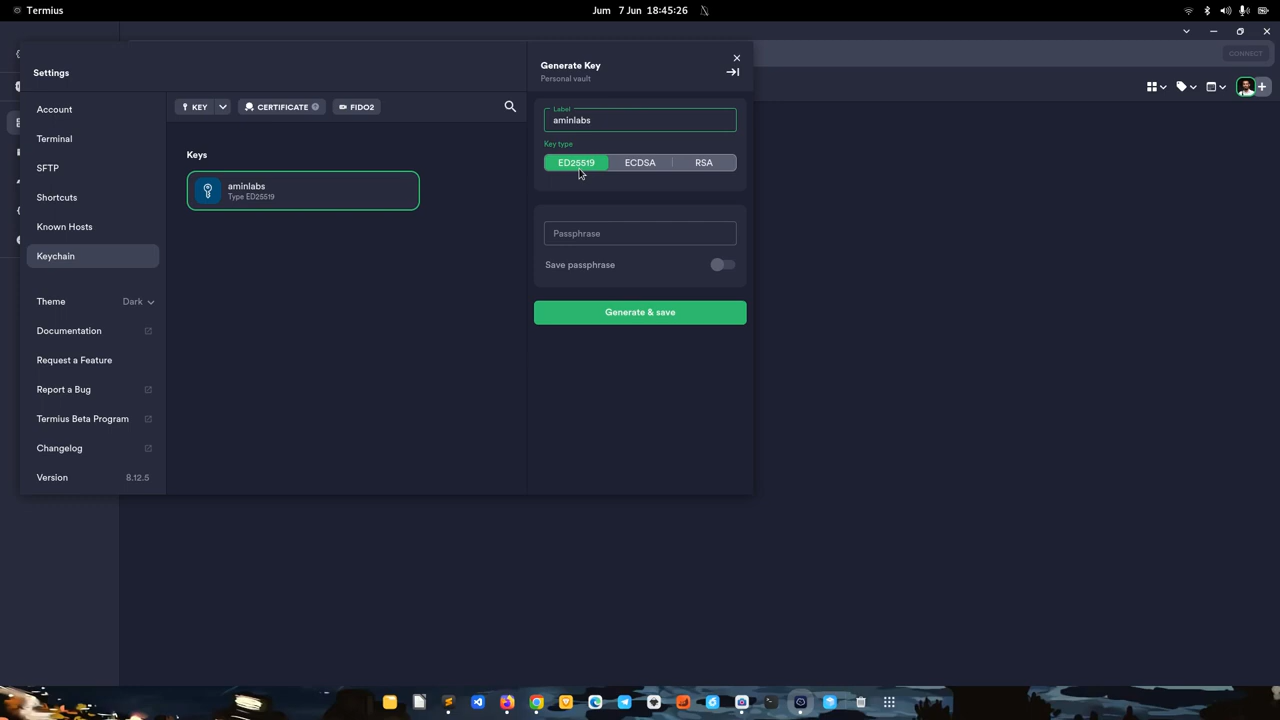 Termius
Jum 7 Jun 18:45:26
CONNECT
Settings
Account
Terminal
SFTP
Shortcuts
Known Hosts
Keychain
Theme
Dark
Documentation
Request a Feature
Report a Bug
Termius Beta Program
Changelog
Version
8.12.5
KEY
CERTIFICATE
FIDO2
Keys
aminlabs
Type ED25519
Generate Key
Personal vault
Label
aminlabs
Key type
ED25519
ECDSA
RSA
Passphrase
Save passphrase
Generate & save